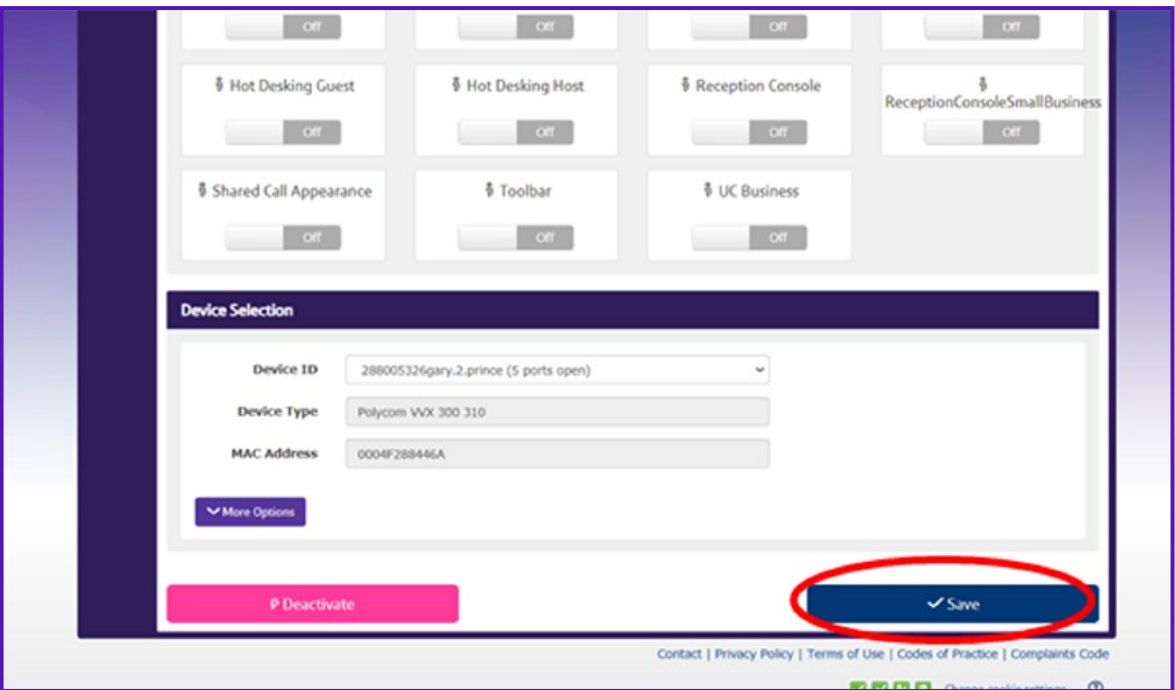 Off Off Off Off
Hot Desking Guest Hot Desking Host Reception Console
ReceptionConsoleSmallBusiness
Off Off Off Off
Shared Call Appearance Toolbar UC Business
Off Off Off
Device Selection
Device ID 288005326gary.2.prince (5 ports open)
Device Type Polycom VVX 300 310
MAC Address 0004F288446A
More Options
Deactivate Save
Contact | Privacy Policy | Terms of Use | Codes of Practice | Complaints Code
Change cookie settings